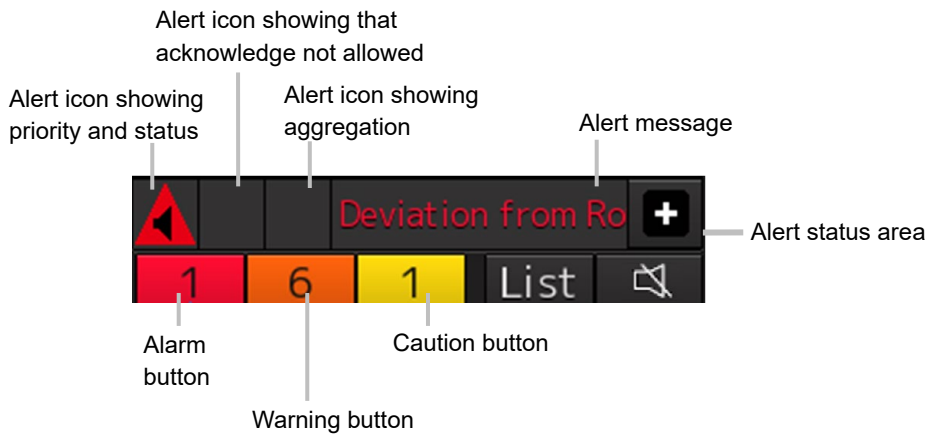 Alert icon showing that
acknowledge not allowed
Alert icon showing
priority and status
Alert icon showing
aggregation
Alert message
Deviation from Ro
Alert status area
1 6 1 List
Alarm
button
Caution button
Warning button